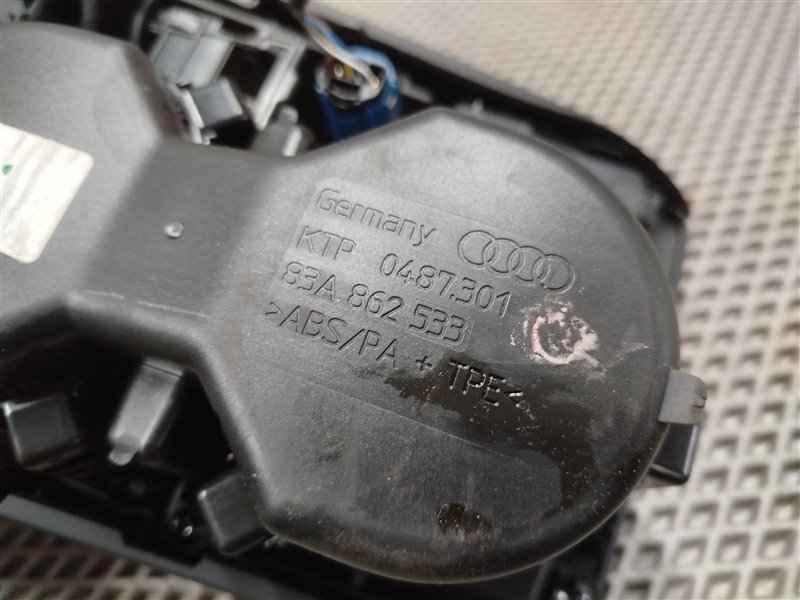 Germany
KTP 0487.301
83A 862 533
>ABS/PA + TPE<